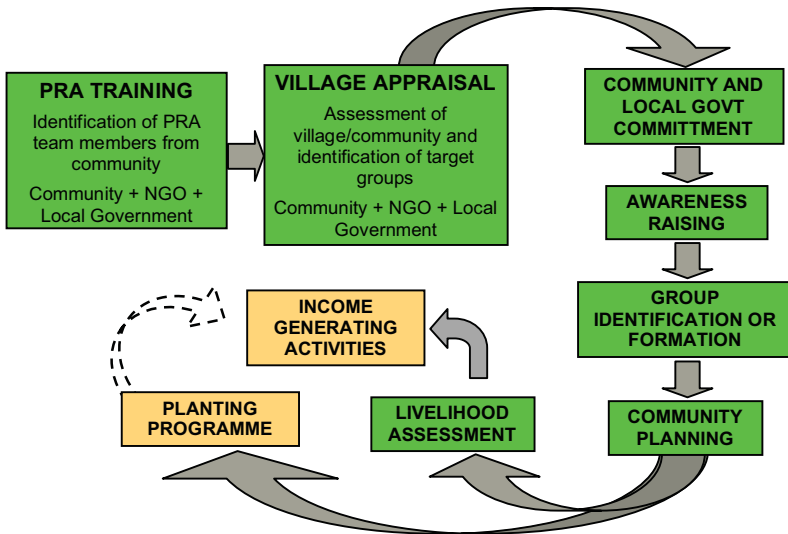 PRA TRAINING
Identification of PRA
team members from
community
Community + NGO +
Local Government
VILLAGE APPRAISAL
Assessment of
village/community and
identification of target
groups
Community + NGO + Local
Government
COMMUNITY AND
LOCAL GOVT
COMMITTMENT
AWARENESS
RAISING
GROUP
IDENTIFICATION OR
FORMATION
COMMUNITY
PLANNING
LIVELIHOOD
ASSESSMENT
INCOME
GENERATING
ACTIVITIES
PLANTING
PROGRAMME